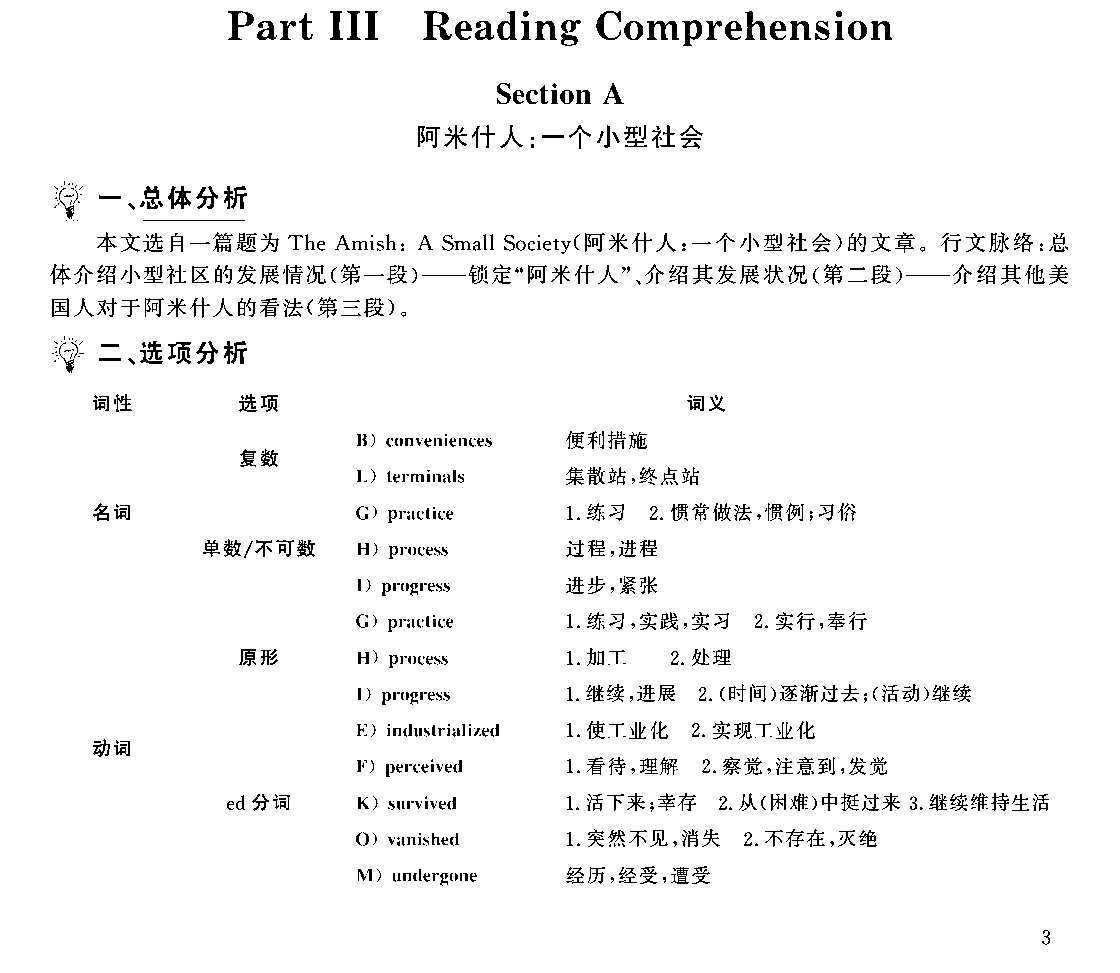 Part III Reading Comprehension
Section A
阿米什人:一个小型社会
一、总体分析
本文选自一篇题为 The Amish: A Small Society(阿米什人:一个小型社会)的文章。行文脉络:总
体介绍小型社区的发展情况(第一段)——锁定“阿米什人”、介绍其发展状况(第二段)——介绍其他美
国人对于阿米什人的看法(第三段)。
二、选项分析
词性 选项 词义
复数 B) conveniences 便利措施
L) terminals 集散站,终点站
名词 G) practice 1.练习 2.惯常做法,惯例;习俗
单数/不可数 H) process 过程,进程
I) progress 进步,紧张
G) practice 1.练习,实践,实习 2.实行,奉行
原形 H) process 1.加工 2.处理
I) progress 1.继续,进展 2.(时间)逐渐过去;(活动)继续
E) industrialized 1.使工业化 2.实现工业化
动词
F) perceived 1.看待,理解 2.察觉,注意到,发觉
ed 分词 K) survived 1.活下来;幸存 2.从(困难)中挺过来 3.继续维持生活
O) vanished 1.突然不见,消失 2.不存在,灭绝
M) undergone 经历,经受,遭受
3